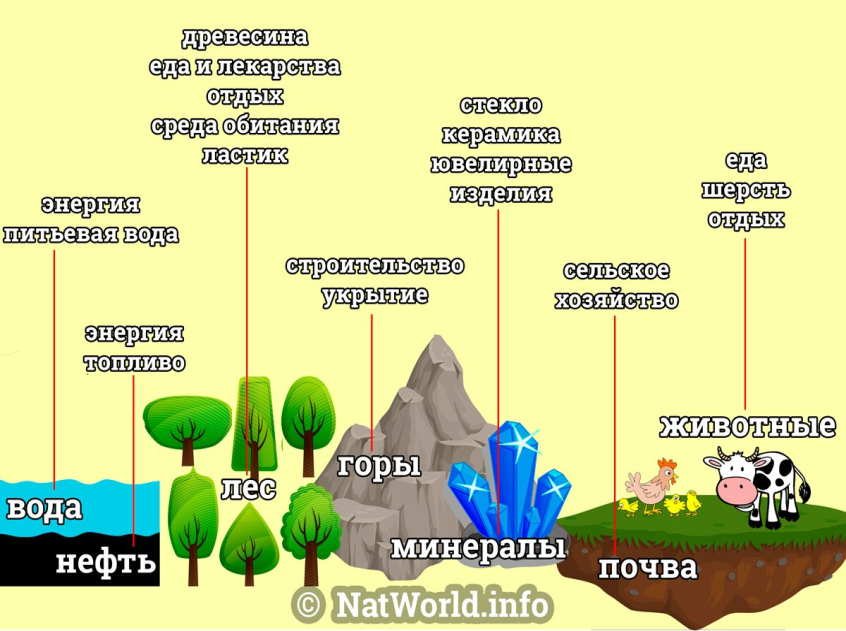 древесина
еда и лекарства
отдых
среда обитания
ластик
стекло
керамика
ювелирные
изделия
еда
шерсть
отдых
энергия
питьевая вода
строительство
укрытие
сельское
хозяйство
энергия
топливо
животные
горы
лес
вода
минералы
нефть
почва
© NatWorld.info